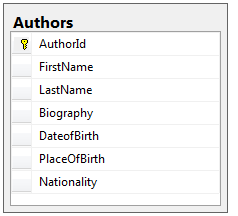 Authors
AuthorId
FirstName
LastName
Biography
DateofBirth
PlaceOfBirth
Nationality